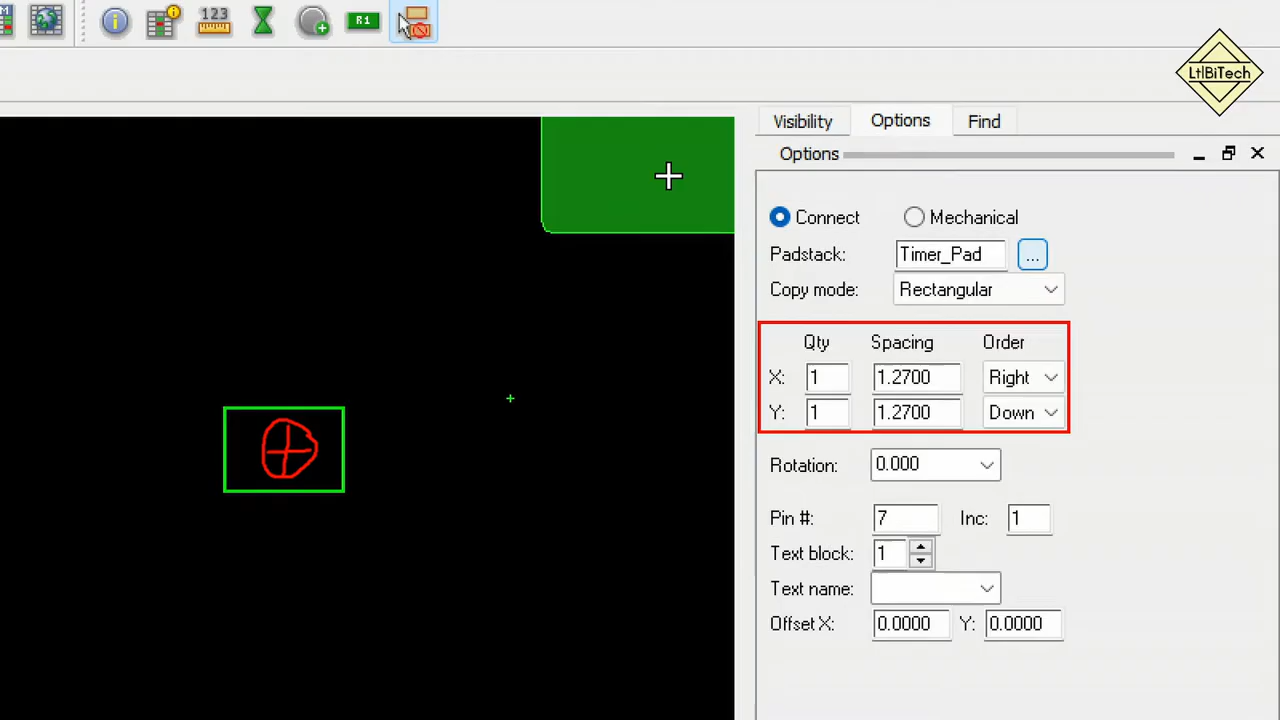 M
123
R1
LtlBiTech
Visibility Options Find
Options
Connect Mechanical
Padstack: Timer_Pad ...
Copy mode: Rectangular
Qty Spacing Order
X: 1 1.2700 Right
Y: 1 1.2700 Down
Rotation: 0.000
Pin #: 7 Inc: 1
Text block: 1
Text name:
Offset X: 0.0000 Y: 0.0000